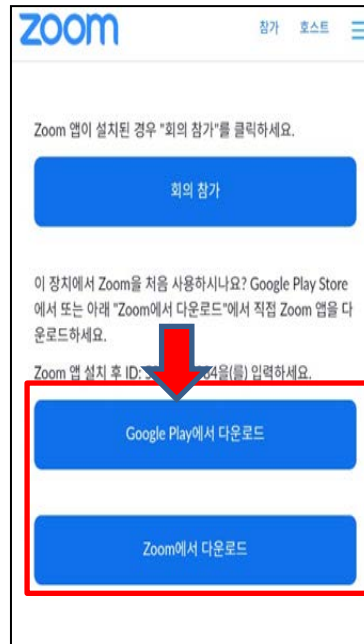 zoom
참가 호스트
Zoom 앱이 설치된 경우 "회의 참가"를 클릭하세요.
회의 참가
이 장치에서 Zoom을 처음 사용하시나요? Google Play Store
에서 또는 아래 "Zoom에서 다운로드"에서 직접 Zoom 앱을 다
운로드하세요.
Zoom 앱 설치 후 ID: 을(를) 입력하세요.
Google Play에서 다운로드
Zoom에서 다운로드